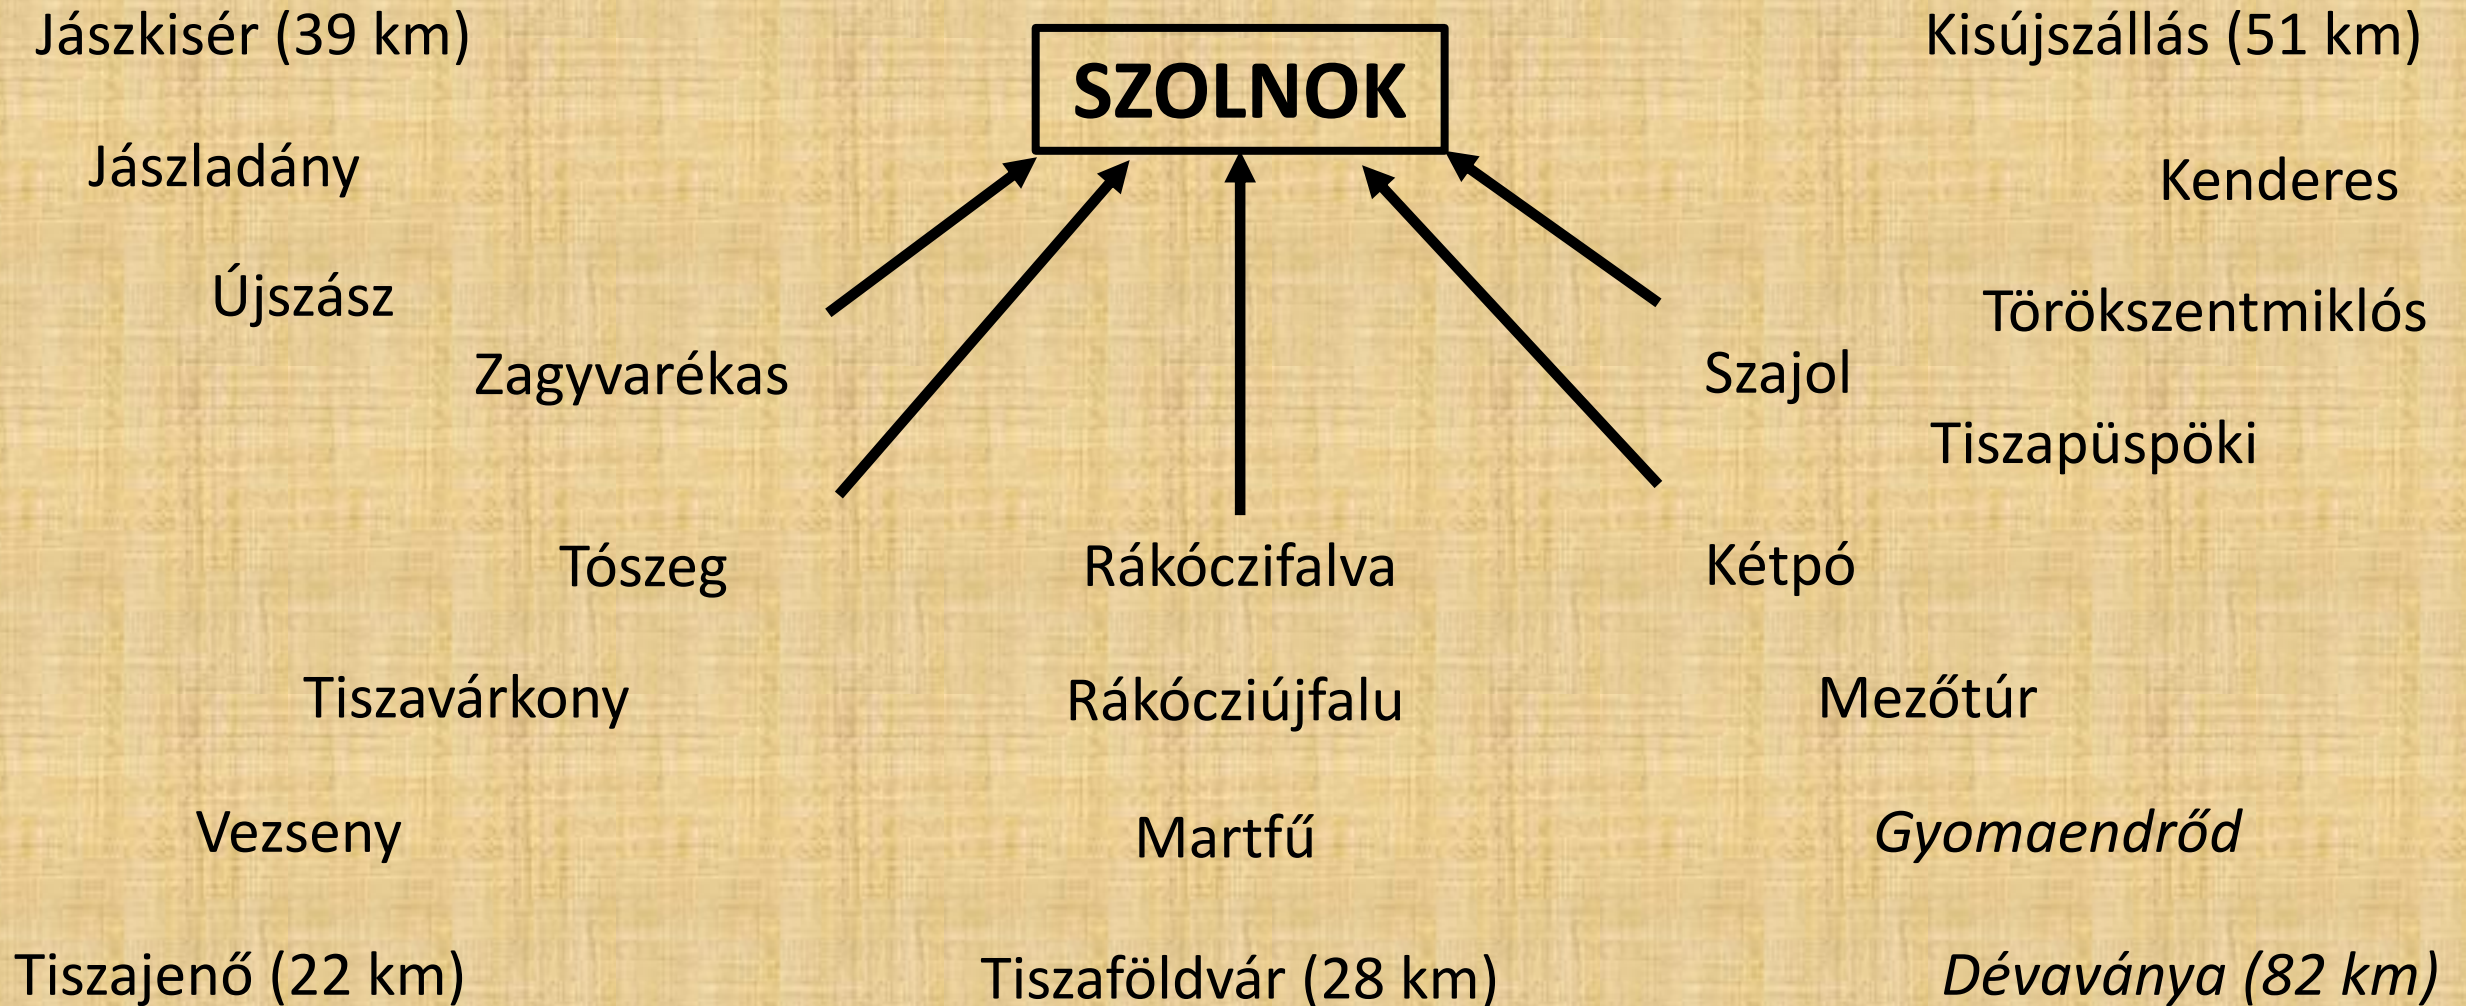 Jászkisér (39 km)
SZOLNOK
Kisújszállás (51 km)
Jászladány
Kenderes
Újszász
Törökszentmiklós
Zagyvarékas
Szajol
Tiszapüspöki
Tószeg
Rákóczifalva
Kétpó
Tiszavárkony
Rákócziújfalu
Mezőtúr
Vezseny
Martfű
Gyomaendrőd
Tiszajenő (22 km)
Tiszaföldvár (28 km)
Dévaványa (82 km)